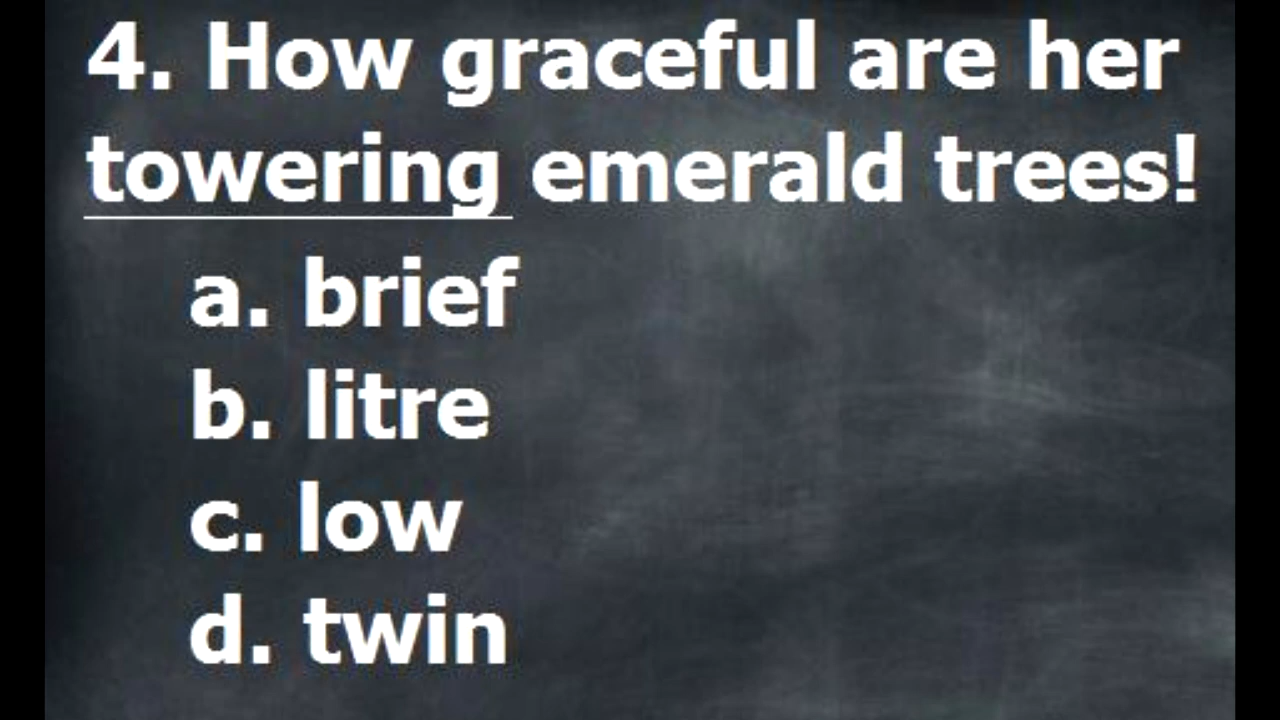 4. How graceful are her
towering emerald trees!
a. brief
b. litre
c. low
d. twin